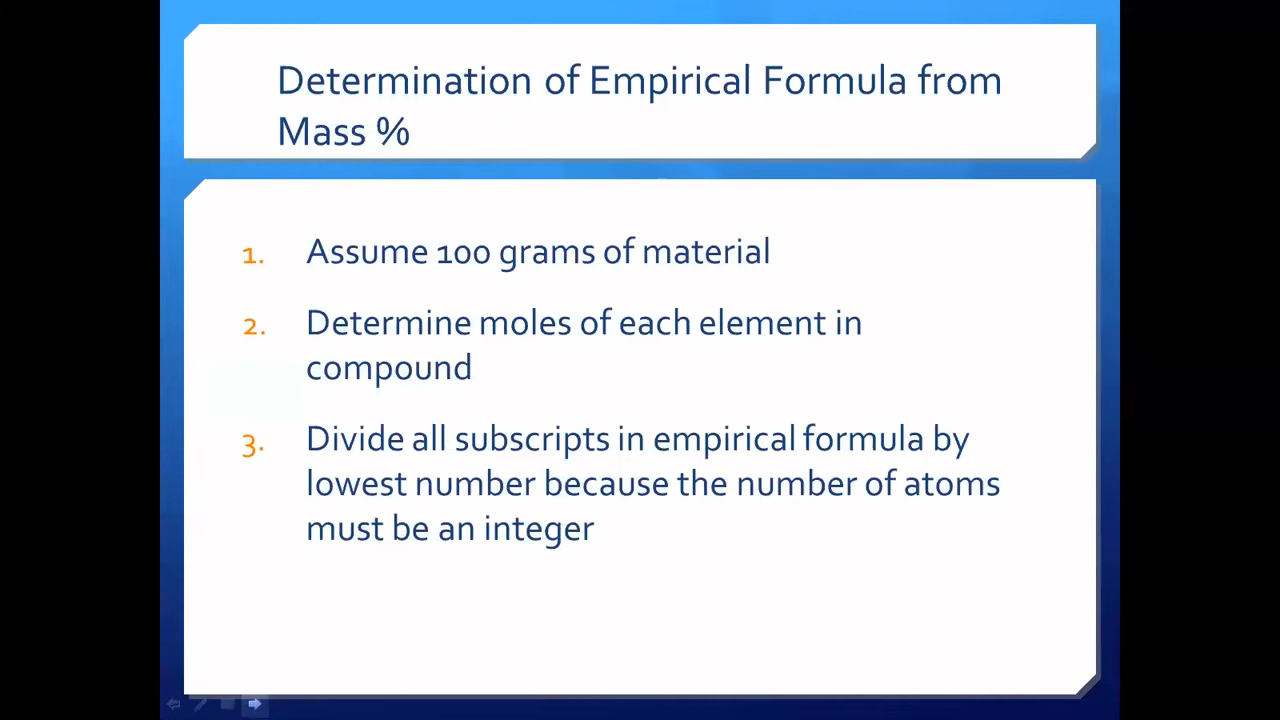 Determination of Empirical Formula from
Mass %
1. Assume 100 grams of material
2. Determine moles of each element in
compound
3. Divide all subscripts in empirical formula by
lowest number because the number of atoms
must be an integer